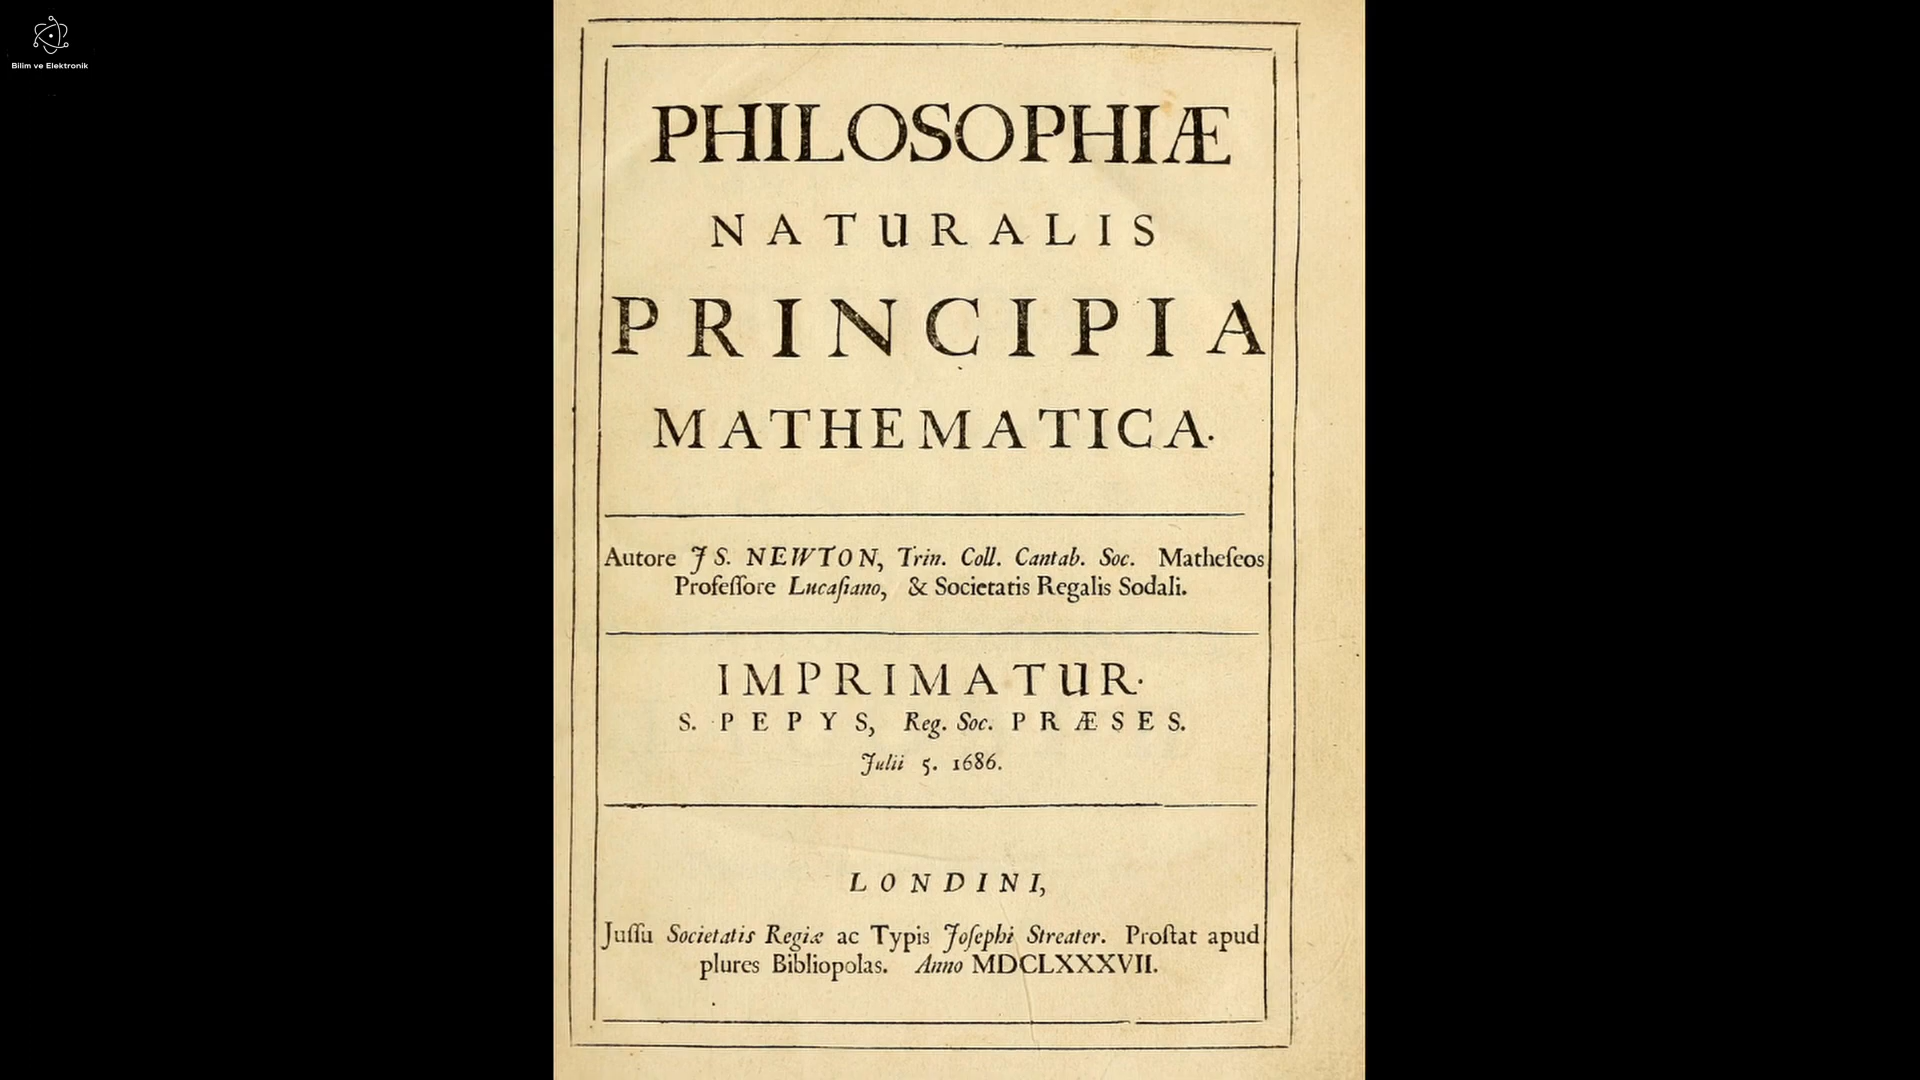 Bilim ve Elektronik
PHILOSOPHIÆ
NATURALIS
PRINCIPIA
MATHEMATICA.
Autore JS. NEWTON, Trin. Coll. Cantab. Soc. Matheſeos
Profeſſore Lucaſiano, & Societatis Regalis Sodali.
IMPRIMATUR.
S. PEPYS, Reg. Soc. PRÆSES.
Julii 5. 1686.
LONDINI,
Juſſu Societatis Regiæ ac Typis Joſephi Streater. Proſtat apud
plures Bibliopolas. Anno MDCLXXXVII.